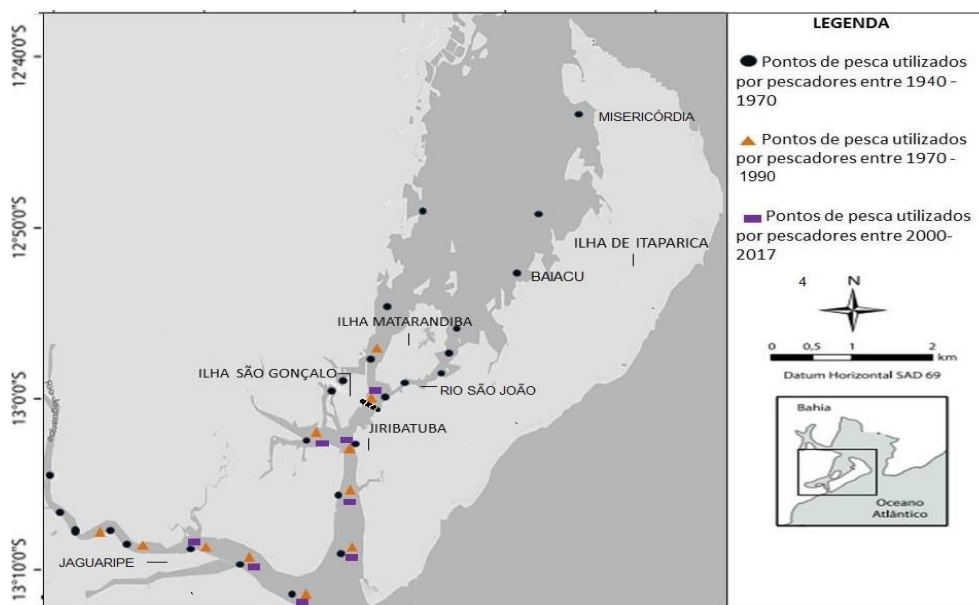 12°40'0"S
12°50'0"S
13°0'0"S
13°10'0"S
MISERICÓRDIA
ILHA DE ITAPARICA
BAIACU
ILHA MATARANDIBA
ILHA SÃO GONÇALO
RIO SÃO JOÃO
JIRIBATUBA
JAGUARIPE
LEGENDA
Pontos de pesca utilizados
por pescadores entre 1940 -
1970
Pontos de pesca utilizados
por pescadores entre 1970 -
1990
Pontos de pesca utilizados
por pescadores entre 2000-
2017
4
N
0 0,5 1 2
km
Datum Horizontal SAD 69
Bahia
Oceano
Atlântico